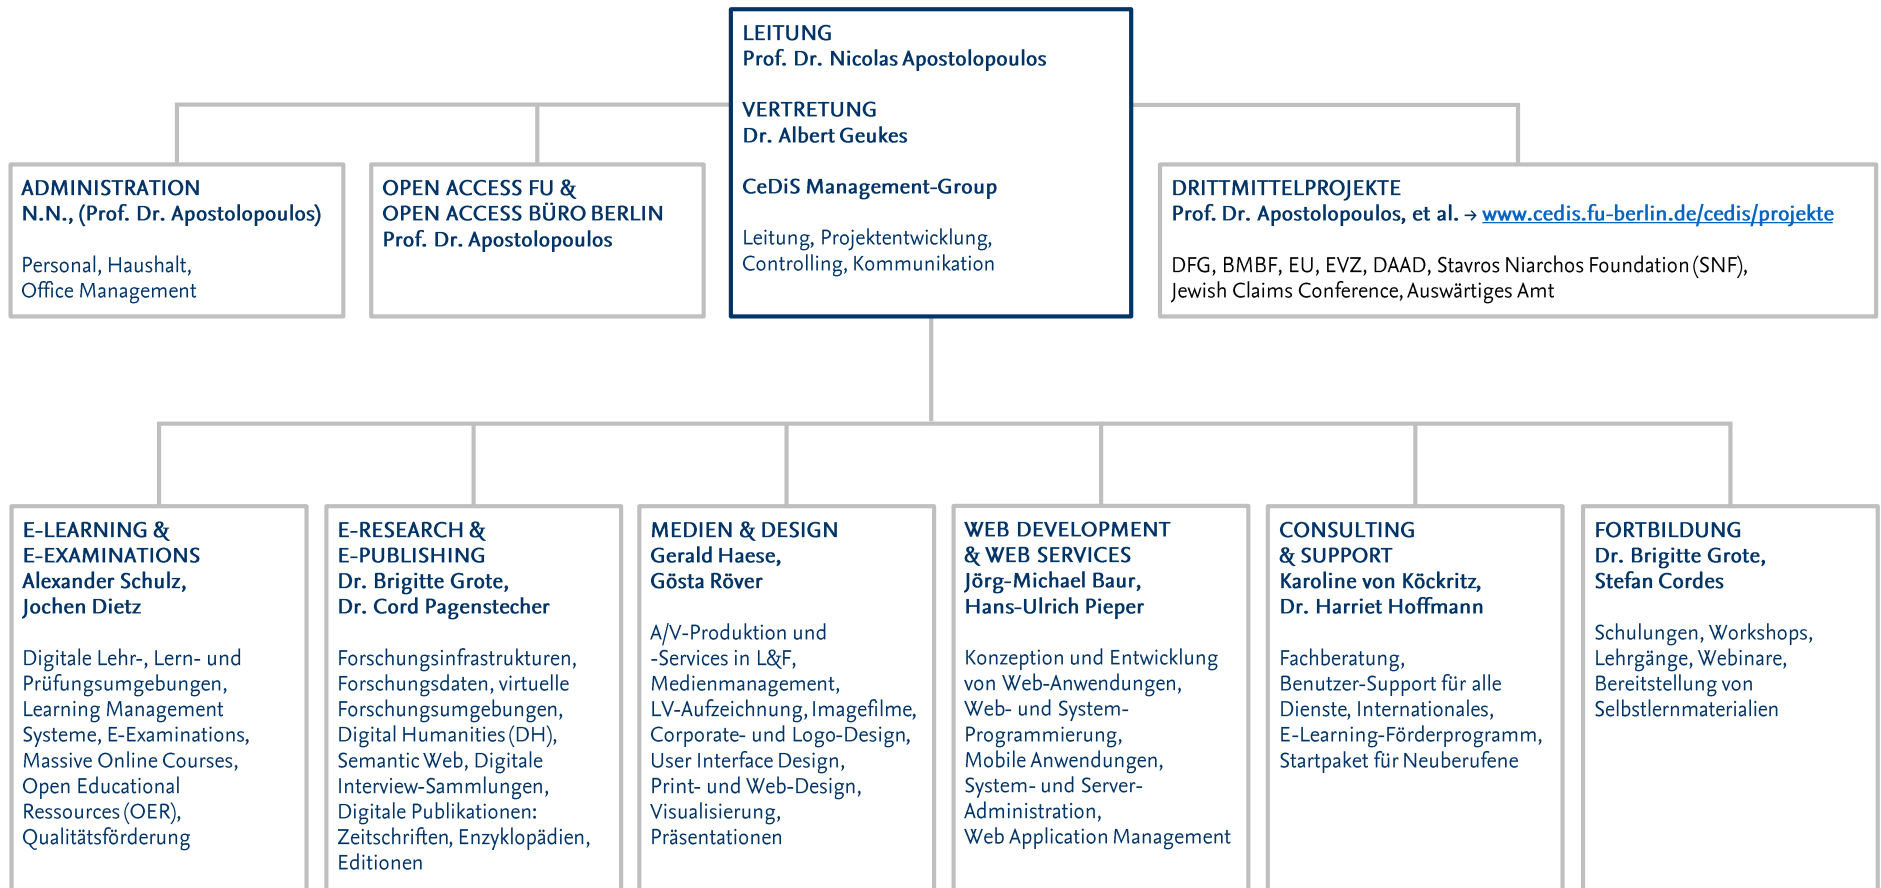 LEITUNG
Prof. Dr. Nicolas Apostolopoulos
VERTRETUNG
Dr. Albert Geukes
CeDiS Management-Group
Leitung, Projektentwicklung,
Controlling, Kommunikation
ADMINISTRATION
N.N., (Prof. Dr. Apostolopoulos)
Personal, Haushalt,
Office Management
OPEN ACCESS FU &
OPEN ACCESS BÜRO BERLIN
Prof. Dr. Apostolopoulos
DRITTMITTELPROJEKTE
Prof. Dr. Apostolopoulos, et al. → www.cedis.fu-berlin.de/cedis/projekte
DFG, BMBF, EU, EVZ, DAAD, Stavros Niarchos Foundation (SNF),
Jewish Claims Conference, Auswärtiges Amt
E-LEARNING &
E-EXAMINATIONS
Alexander Schulz,
Jochen Dietz
Digitale Lehr-, Lern- und
Prüfungsumgebungen,
Learning Management
Systeme, E-Examinations,
Massive Online Courses,
Open Educational
Ressources (OER),
Qualitätsförderung
E-RESEARCH &
E-PUBLISHING
Dr. Brigitte Grote,
Dr. Cord Pagenstecher
Forschungsinfrastrukturen,
Forschungsdaten, virtuelle
Forschungsumgebungen,
Digital Humanities (DH),
Semantic Web, Digitale
Interview-Sammlungen,
Digitale Publikationen:
Zeitschriften, Enzyklopädien,
Editionen
MEDIEN & DESIGN
Gerald Haese,
Gösta Röver
A/V-Produktion und
-Services in L&F,
Medienmanagement,
LV-Aufzeichnung, Imagefilme,
Corporate- und Logo-Design,
User Interface Design,
Print- und Web-Design,
Visualisierung,
Präsentationen
WEB DEVELOPMENT
& WEB SERVICES
Jörg-Michael Baur,
Hans-Ulrich Pieper
Konzeption und Entwicklung
von Web-Anwendungen,
Web- und System-
Programmierung,
Mobile Anwendungen,
System- und Server-
Administration,
Web Application Management
CONSULTING
& SUPPORT
Karoline von Köckritz,
Dr. Harriet Hoffmann
Fachberatung,
Benutzer-Support für alle
Dienste, Internationales,
E-Learning-Förderprogramm,
Startpaket für Neuberufene
FORTBILDUNG
Dr. Brigitte Grote,
Stefan Cordes
Schulungen, Workshops,
Lehrgänge, Webinare,
Bereitstellung von
Selbstlernmaterialien